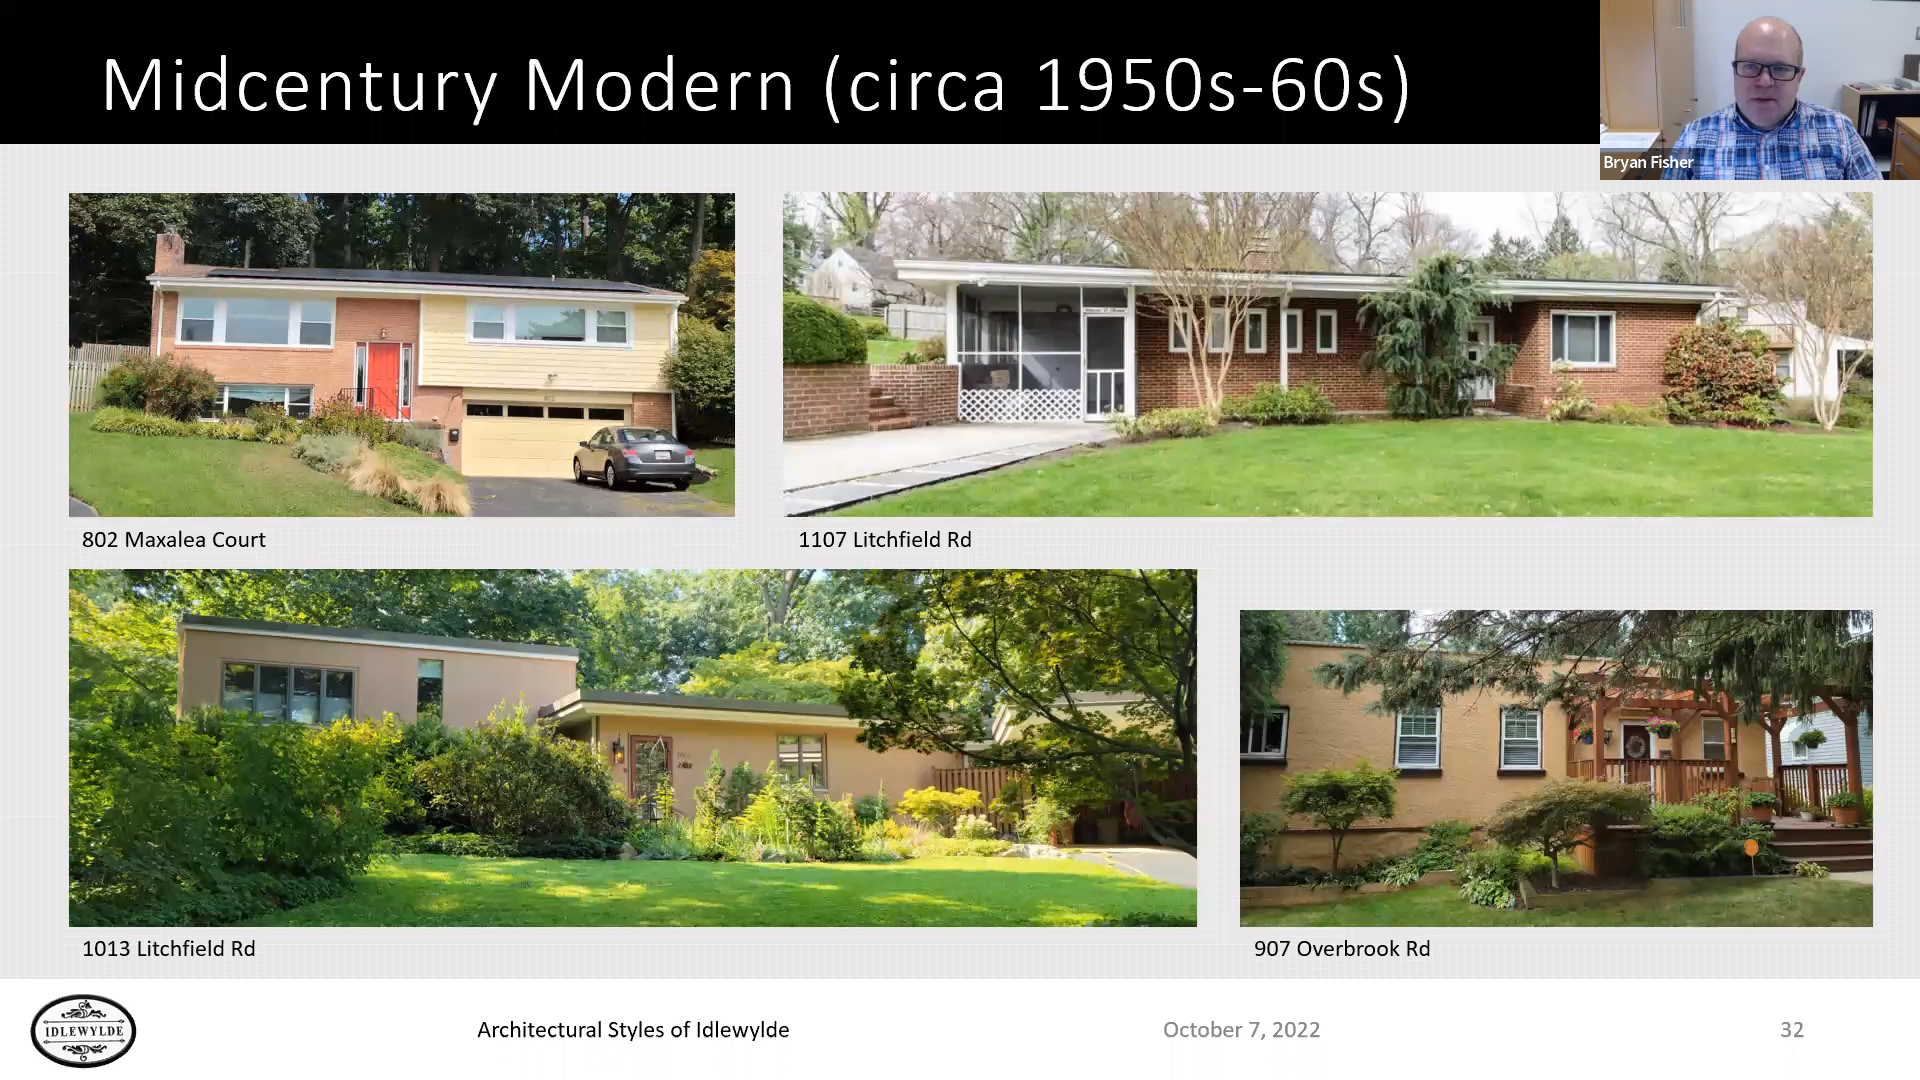 Midcentury Modern (circa 1950s-60s)
Bryan Fisher
802 Maxalea Court
1107 Litchfield Rd
1013 Litchfield Rd
907 Overbrook Rd
IDLEWYLDE
Architectural Styles of Idlewylde
October 7, 2022
32